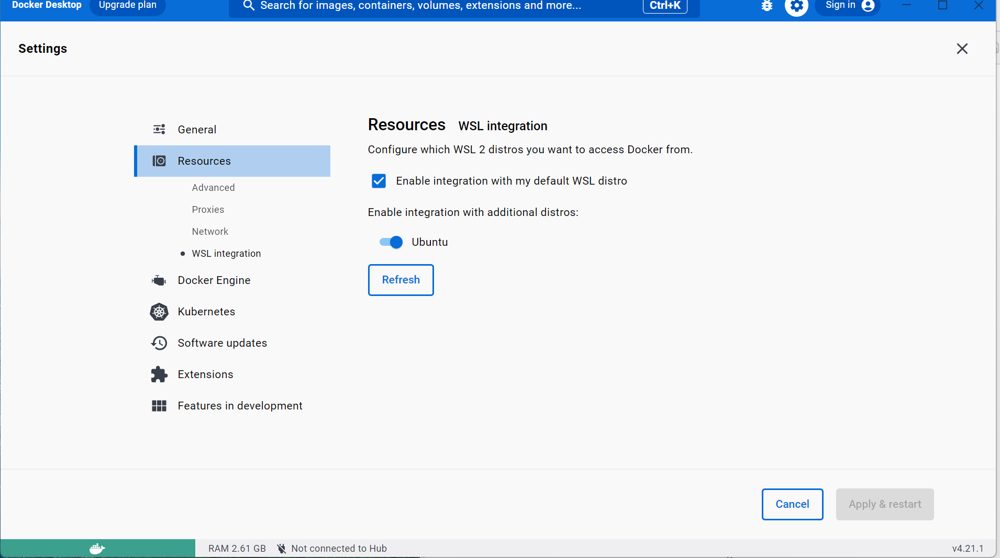 Docker Desktop
Upgrade plan
Search for images, containers, volumes, extensions and more...
Ctrl+K
Sign in
Settings
General
Resources
Advanced
Proxies
Network
WSL integration
Docker Engine
Kubernetes
Software updates
Extensions
Features in development
Resources WSL integration
Configure which WSL 2 distros you want to access Docker from.
Enable integration with my default WSL distro
Enable integration with additional distros:
Ubuntu
Refresh
Cancel
Apply & restart
RAM 2.61 GB
Not connected to Hub
v4.21.1